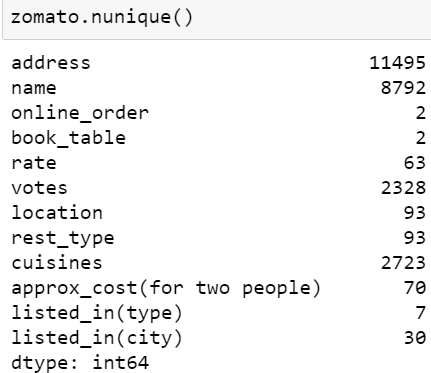 zomato.nunique()
address 11495
name 8792
online_order 2
book_table 2
rate 63
votes 2328
location 93
rest_type 93
cuisines 2723
approx_cost(for two people) 70
listed_in(type) 7
listed_in(city) 30
dtype: int64